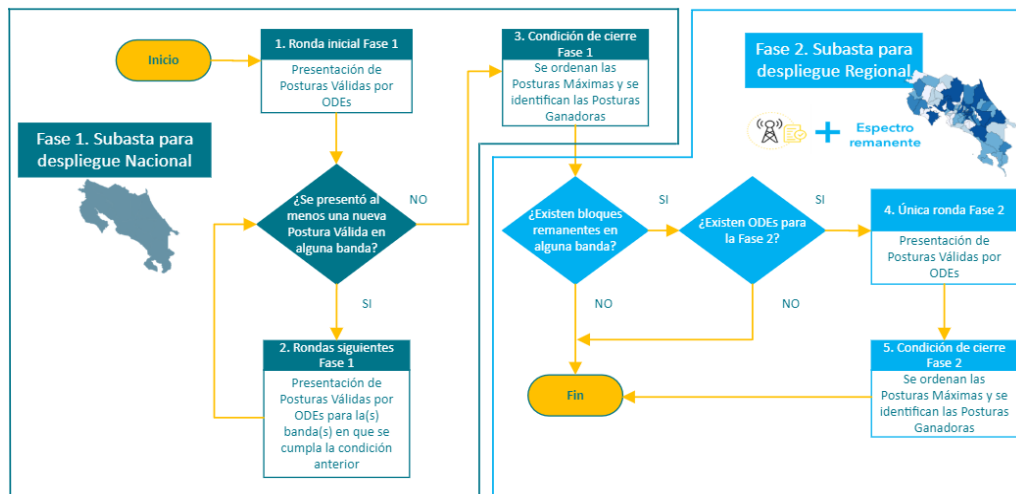 Inicio
1. Ronda inicial Fase 1
Presentación de
Posturas Válidas por
ODEs
Fase 1. Subasta para
despliegue Nacional
¿Se presentó al
menos una nueva
Postura Válida en
alguna banda?
NO
SI
2. Rondas siguientes
Fase 1
Presentación de
Posturas Válidas por
ODEs para la(s)
banda(s) en que se
cumpla la condición
anterior
3. Condición de cierre
Fase 1
Se ordenan las
Posturas Máximas y se
identifican las Posturas
Ganadoras
Fase 2. Subasta para
despliegue Regional
Espectro
remanente
¿Existen bloques
remanentes en
alguna banda?
SI
NO
¿Existen ODEs para
la Fase 2?
SI
NO
4. Única ronda Fase 2
Presentación de
Posturas Válidas por
ODEs
5. Condición de cierre
Fase 2
Se ordenan las
Posturas Máximas y se
identifican las Posturas
Ganadoras
Fin